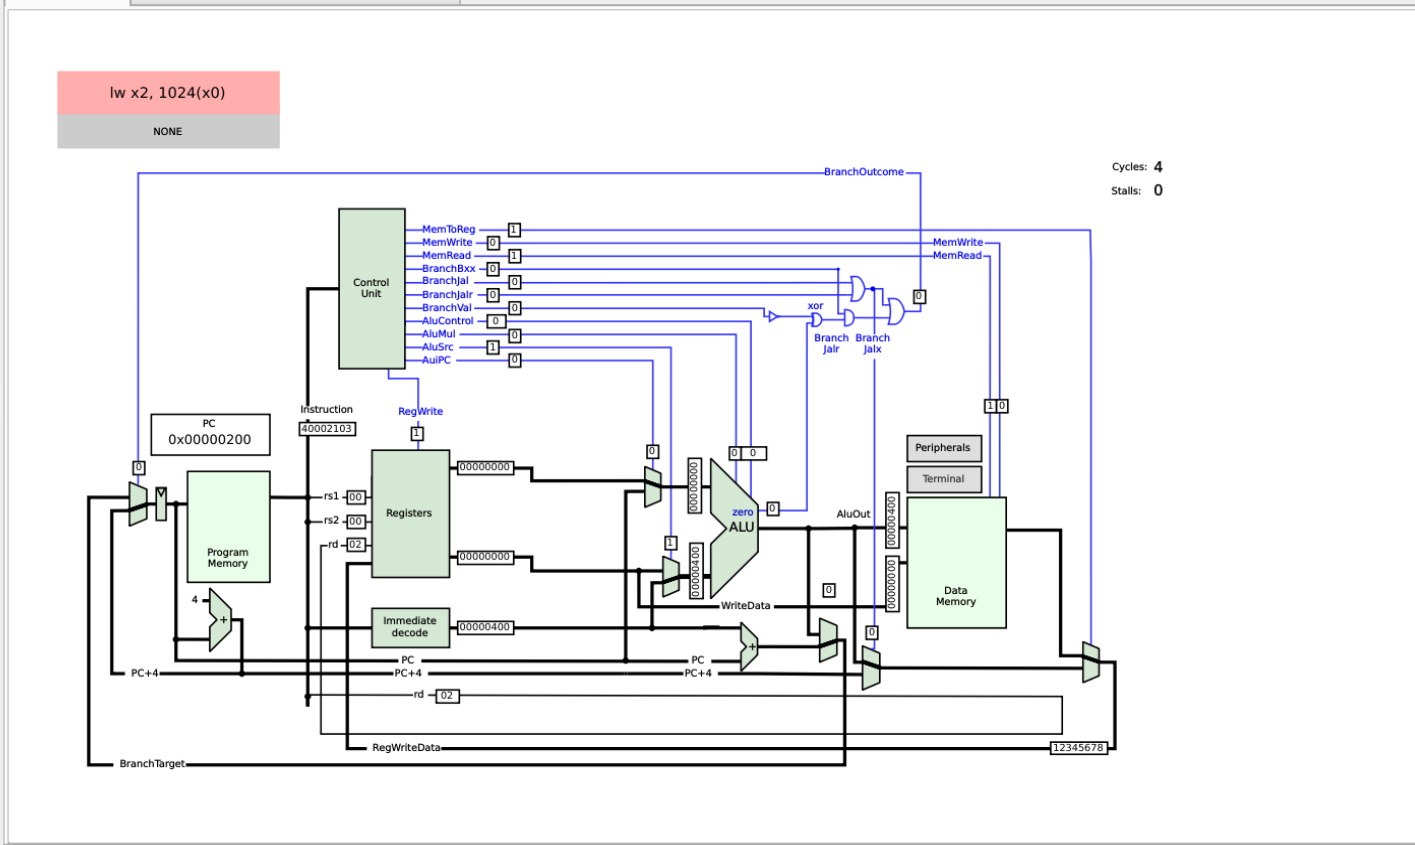 lw x2, 1024(x0)
NONE
Cycles: 4
Stalls: 0
BranchOutcome
Control
Unit
MemToReg 1
MemWrite 0 MemWrite
MemRead 1 MemRead
BranchBxx 0
BranchJal 0
BranchJalr 0
BranchVal 0
AluControl 0
AluMul 0
AluSrc 1
AuiPC 0
0
xor
Branch
Jalr
Branch
Jalx
Instruction
40002103
RegWrite
1
1 0
PC
0x00000200
0
0
0 0
Peripherals
Terminal
Program
Memory
rs1 00
rs2 00
rd 02
Registers
00000000
00000000
00000000
00000400
1
zero 0
ALU
AluOut
00000400
00000000
Data
Memory
0
WriteData
4
+
Immediate
decode
00000400
+
0
PC
PC
PC+4
PC+4
PC+4
rd 02
RegWriteData
12345678
BranchTarget